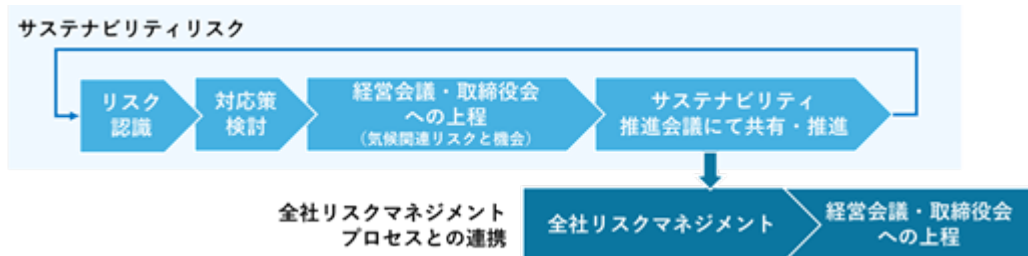 サステナビリティリスク
リスク
認識
対応策
検討
経営会議・取締役会
への上程
（気候関連リスクと機会）
サステナビリティ
推進会議にて共有・推進
全社リスクマネジメント
プロセスとの連携
全社リスクマネジメント
経営会議・取締役会
への上程